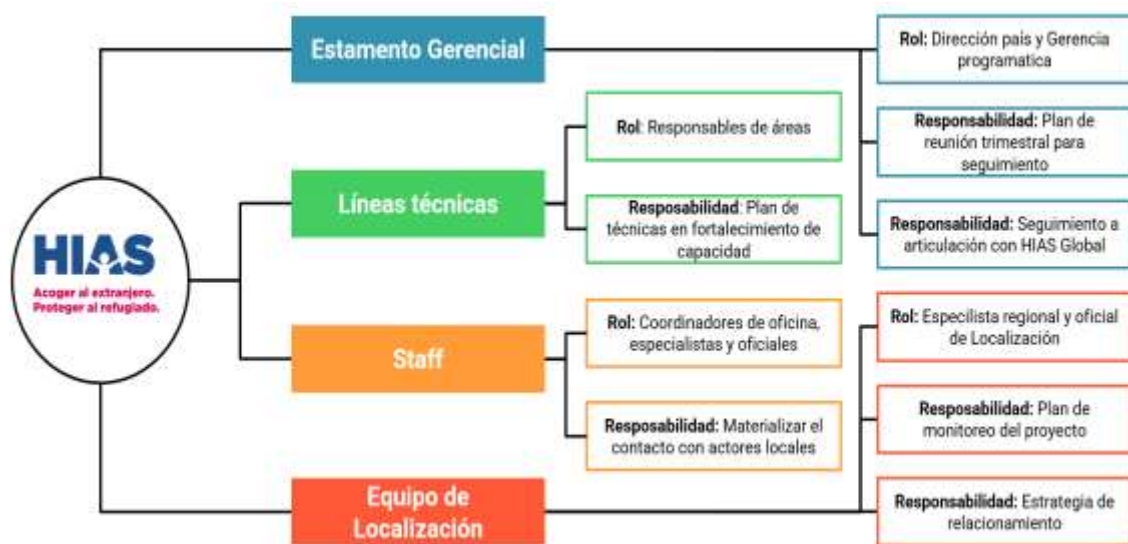 Estamento Gerencial
Rol: Dirección país y Gerencia
programatica
Responsabilidad: Plan de
reunión trimestral para
seguimiento
Responsabilidad: Seguimiento a
articulación con HIAS Global
Líneas técnicas
Rol: Responsables de áreas
Resposabilidad: Plan de
técnicas en fortalecimiento de
capacidad
HIAS
Acoger al extranjero.
Proteger al refugiado.
Staff
Rol: Coordinadores de oficina,
especialistas y oficiales
Resposabilidad: Materializar el
contacto con actores locales
Equipo de
Localización
Rol: Especilista regional y oficial
de Localización
Resposabilidad: Plan de
monitoreo del proyecto
Responsabilidad: Estrategia de
relacionamiento